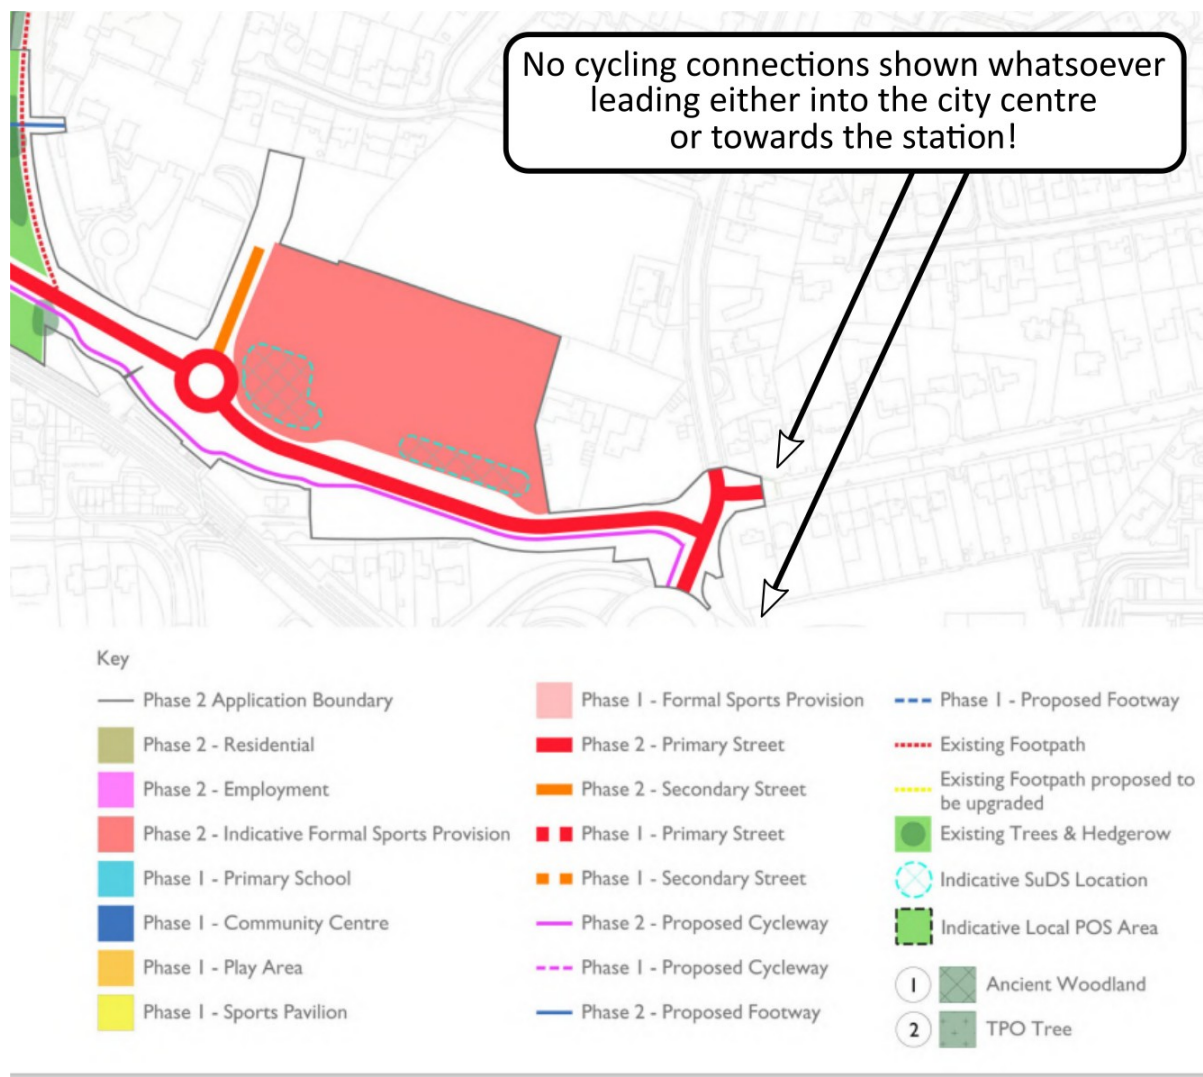 No cycling connections shown whatsoever
leading either into the city centre
or towards the station!
Key
Phase 2 Application Boundary
Phase 2 - Residential
Phase 2 - Employment
Phase 2 - Indicative Formal Sports Provision
Phase 1 - Primary School
Phase 1 - Community Centre
Phase 1 - Play Area
Phase 1 - Sports Pavilion
Phase 1 - Formal Sports Provision
Phase 2 - Primary Street
Phase 2 - Secondary Street
Phase 1 - Primary Street
Phase 1 - Secondary Street
Phase 2 - Proposed Cycleway
Phase 1 - Proposed Cycleway
Phase 2 - Proposed Footway
Phase 1 - Proposed Footway
Existing Footpath
Existing Footpath proposed to
be upgraded
Existing Trees & Hedgerow
Indicative SuDS Location
Indicative Local POS Area
1 Ancient Woodland
2 TPO Tree